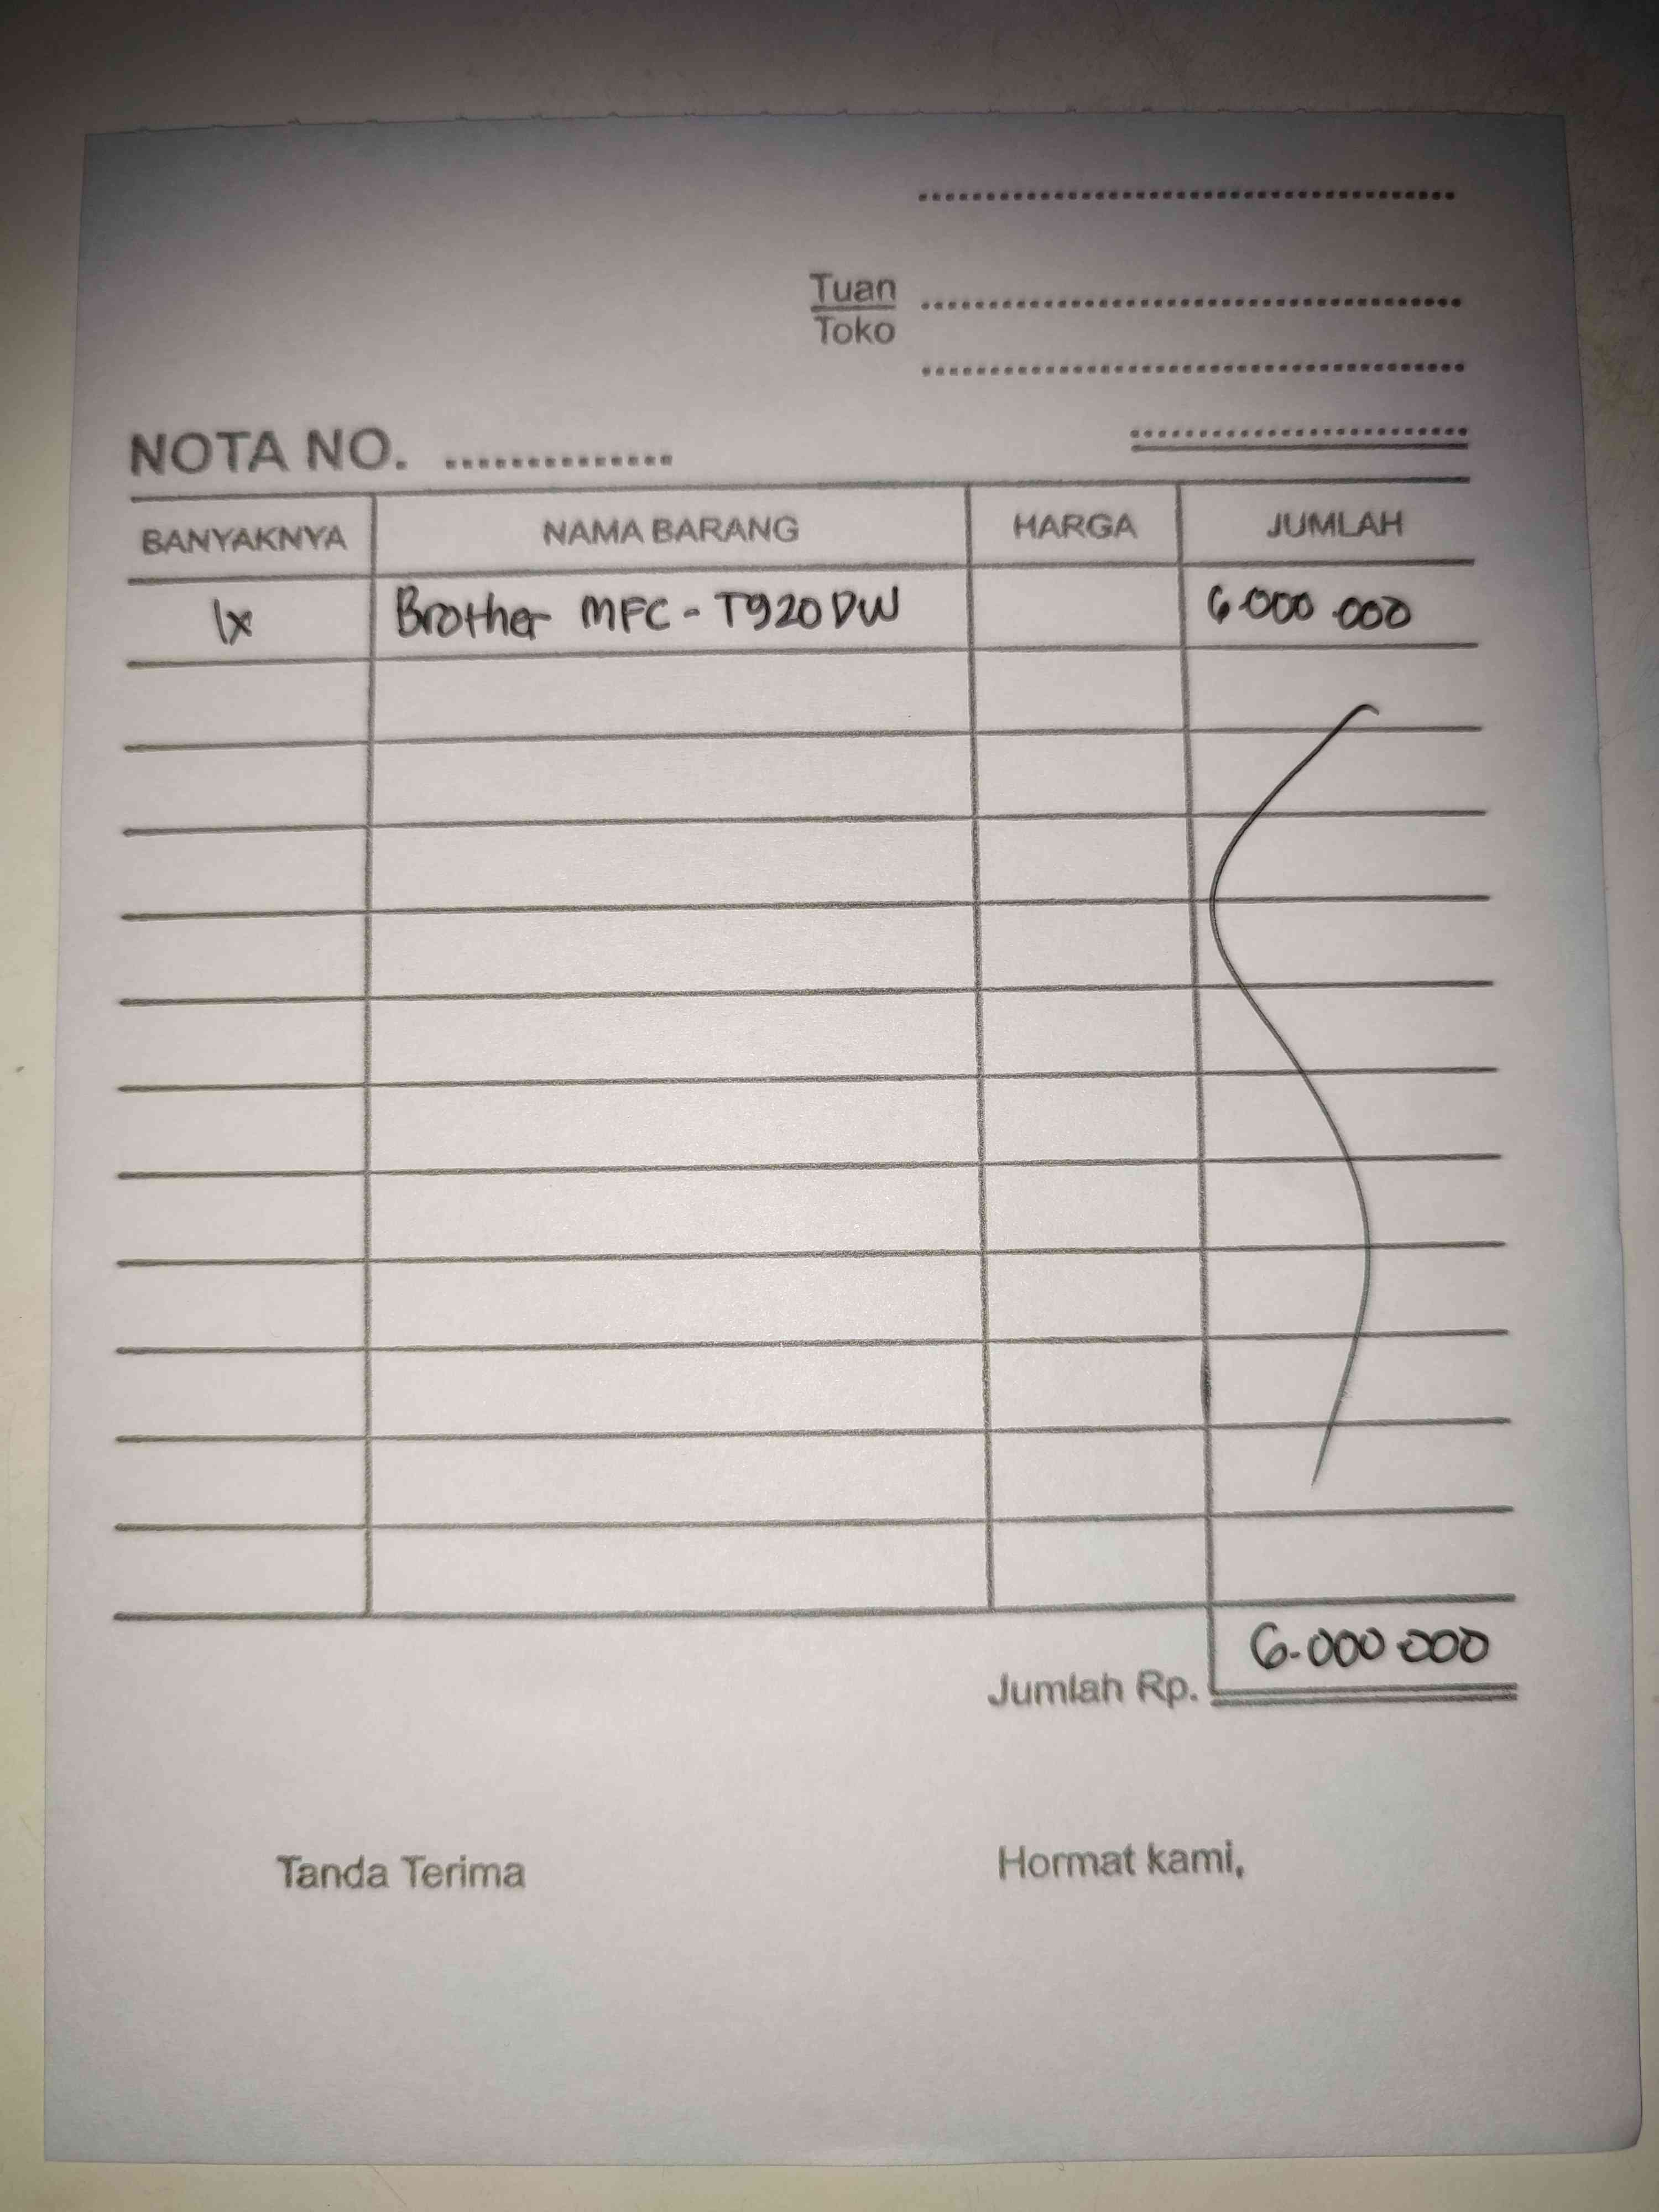 Tuan
Toko
NOTA NO. ..............
BANYAKNYA NAMA BARANG HARGA JUMLAH
1x Brother MFC - T920DW 6.000.000
Jumlah Rp. 6.000.000
Tanda Terima Hormat kami,